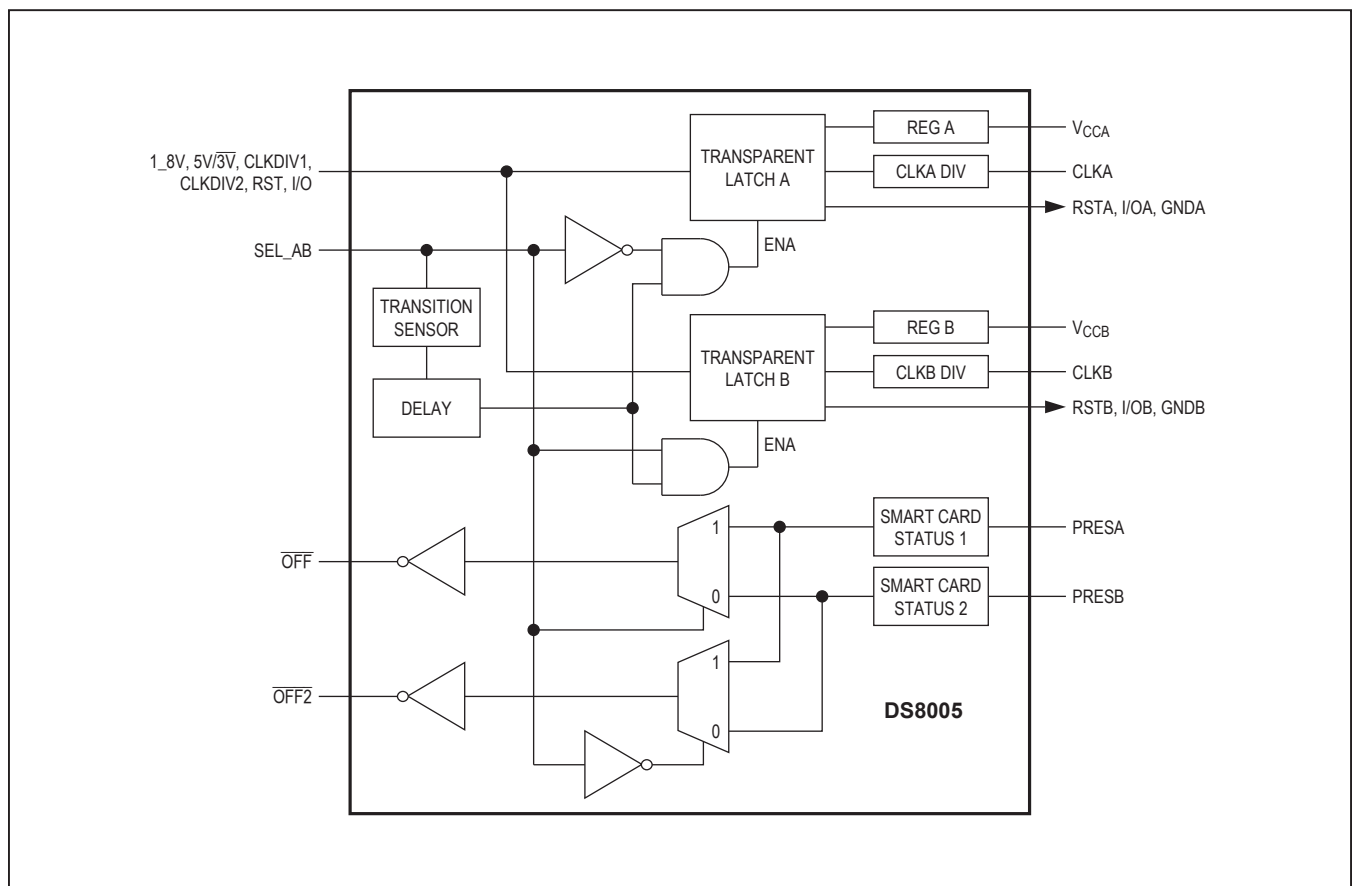 1_8V, 5V/3V, CLKDIV1,
CLKDIV2, RST, I/O
SEL_AB
TRANSITION
SENSOR
DELAY
TRANSPARENT
LATCH A
ENA
REG A
VCCA
CLKA DIV
CLKA
RSTA, I/OA, GNDA
TRANSPARENT
LATCH B
ENA
REG B
VCCB
CLKB DIV
CLKB
RSTB, I/OB, GNDB
OFF
1
0
SMART CARD
STATUS 1
PRESA
SMART CARD
STATUS 2
PRESB
OFF2
1
0
DS8005